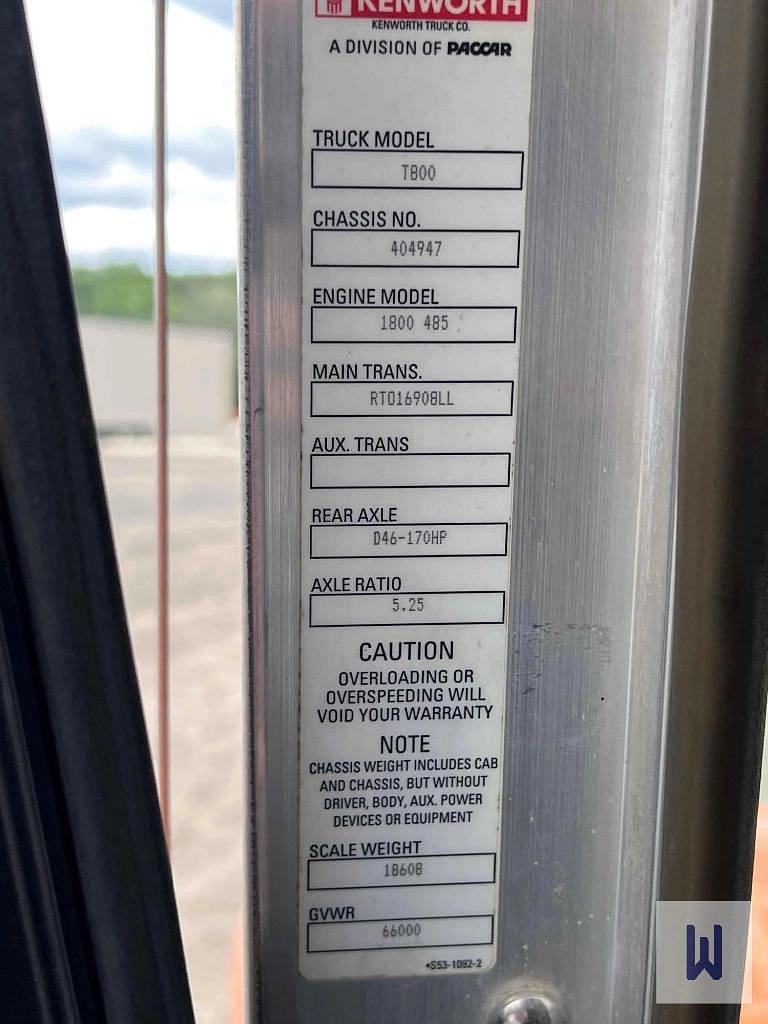 KENWORTH
KENWORTH TRUCK CO.
A DIVISION OF PACCAR
TRUCK MODEL
T800
CHASSIS NO.
404947
ENGINE MODEL
1800 485
MAIN TRANS.
RTO16908LL
AUX. TRANS
REAR AXLE
D46-170HP
AXLE RATIO
5.25
CAUTION
OVERLOADING OR
OVERSPEEDING WILL
VOID YOUR WARRANTY
NOTE
CHASSIS WEIGHT INCLUDES CAB
AND CHASSIS, BUT WITHOUT
DRIVER, BODY, AUX. POWER
DEVICES OR EQUIPMENT
SCALE WEIGHT
18608
GVWR
66000
•S53-1092-2
W